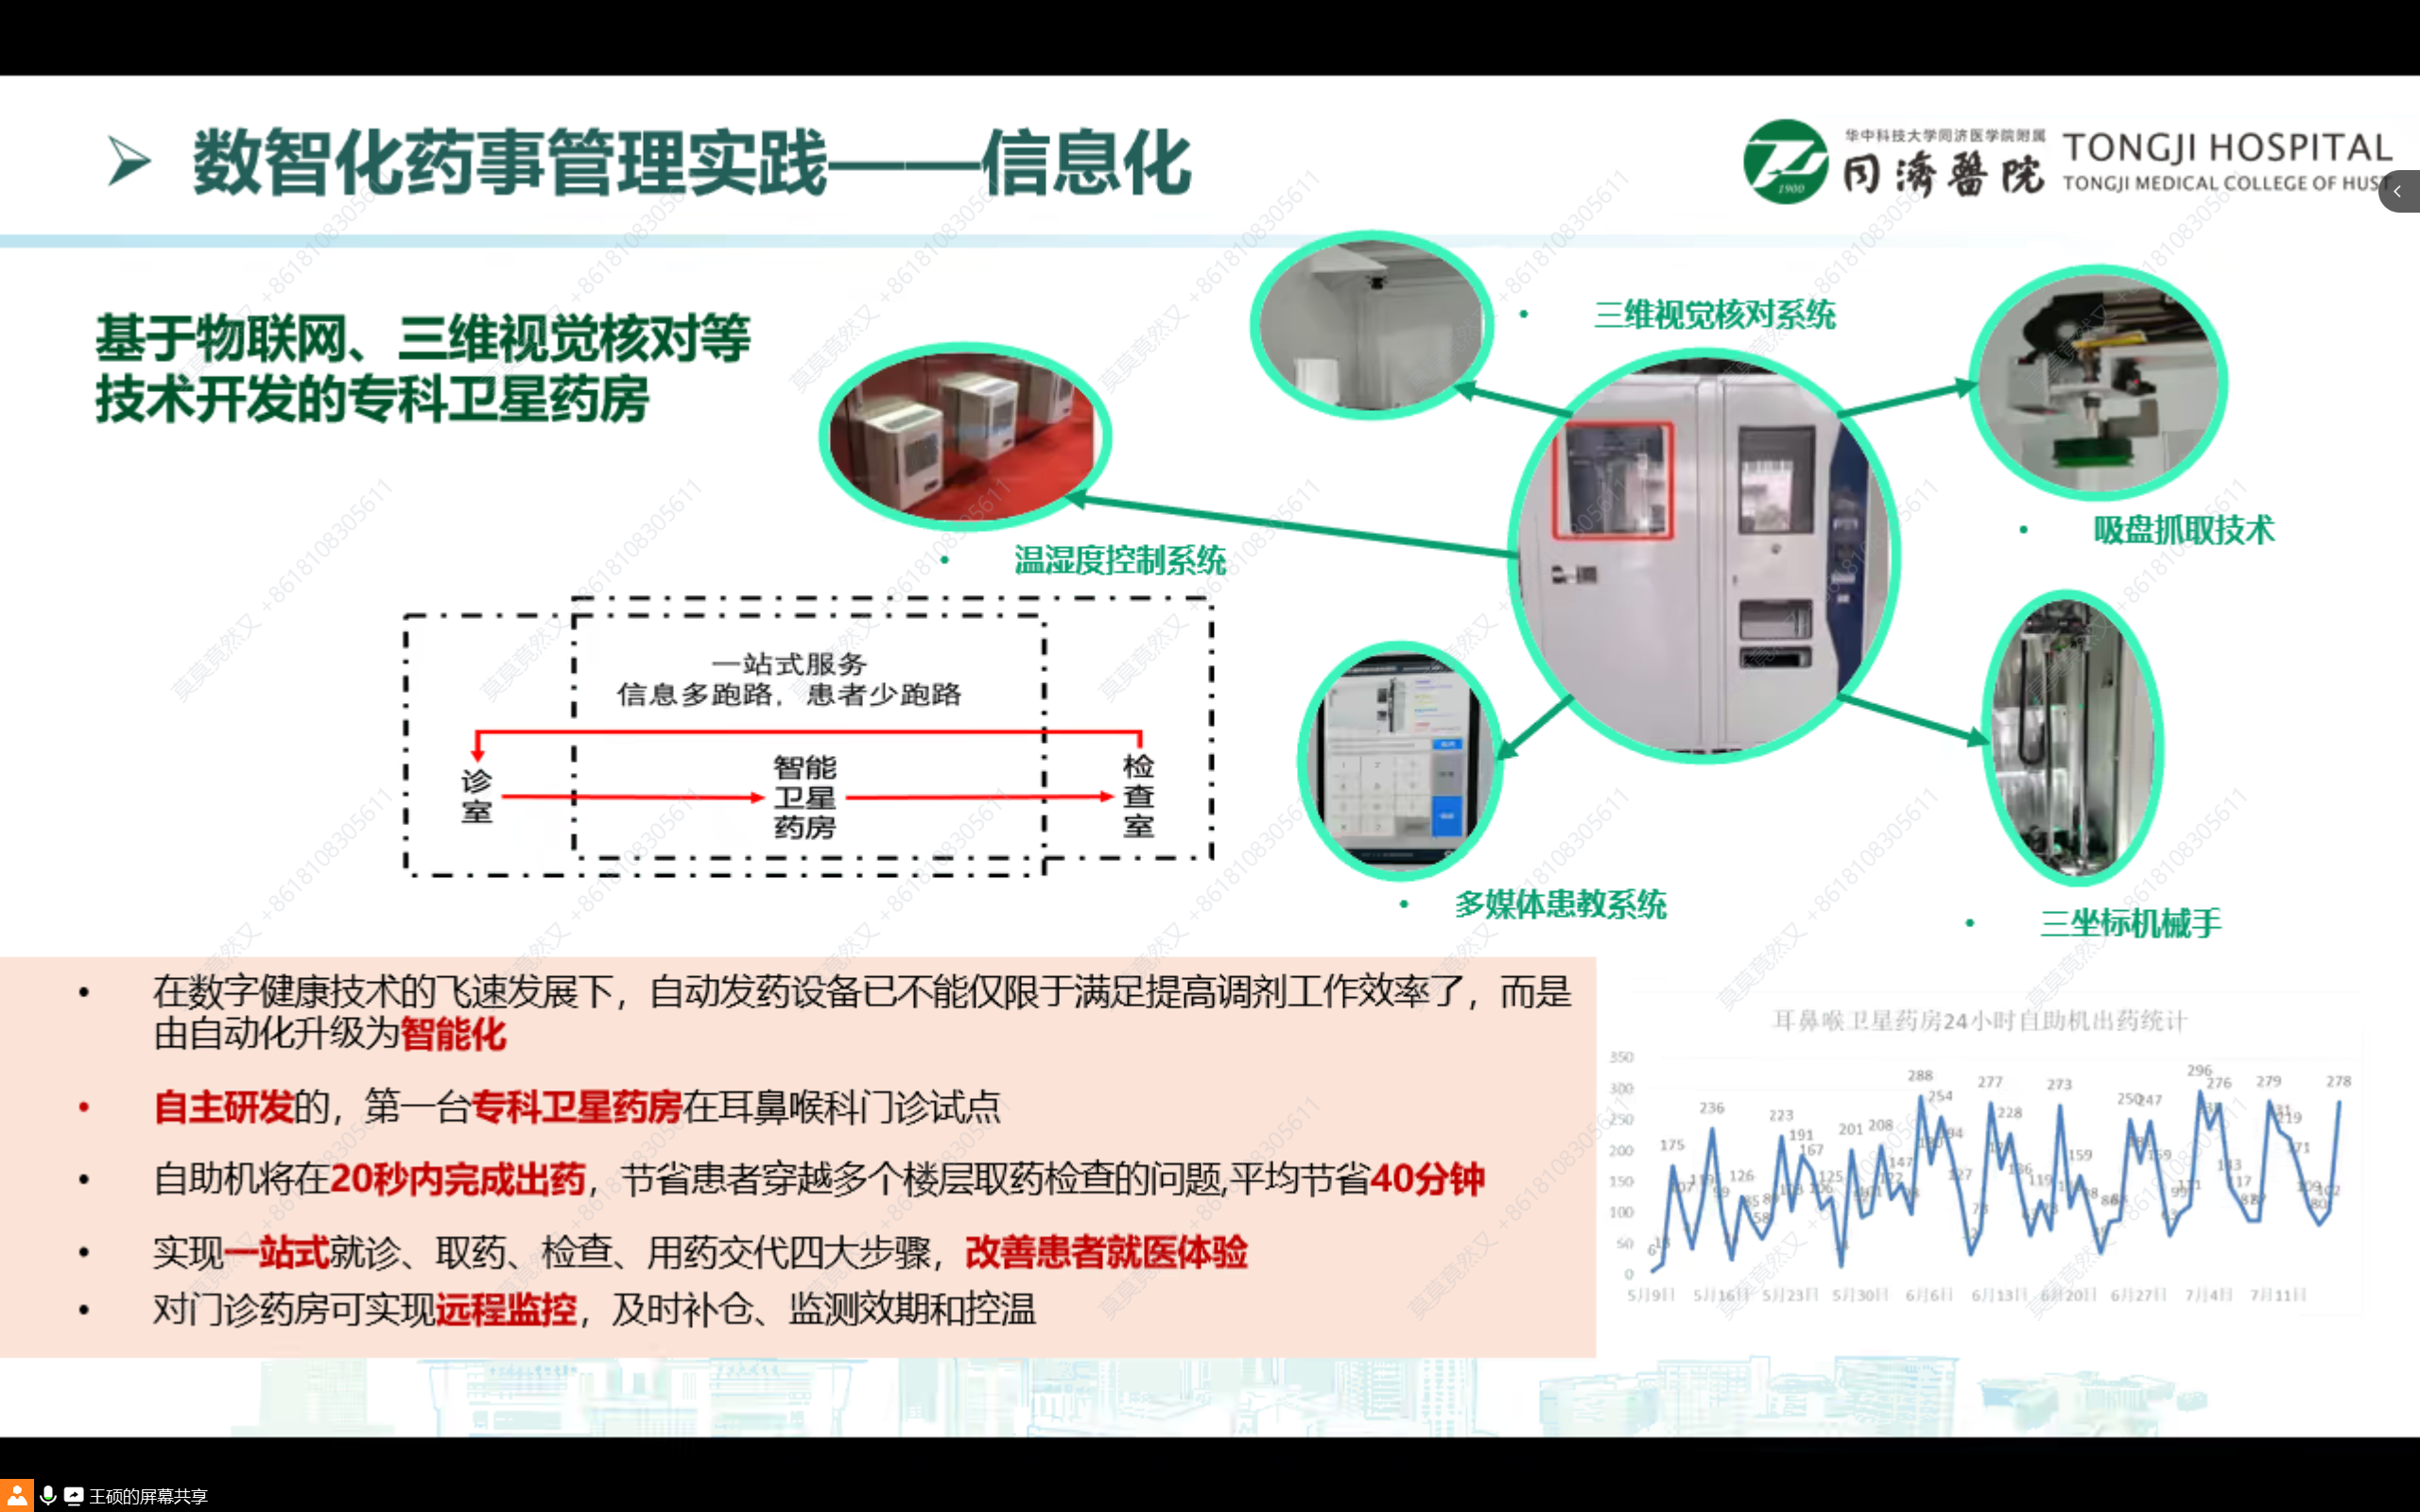 数智化药事管理实践——信息化
华中科技大学同济医学院附属
同濟醫院
TONGJI HOSPITAL
TONGJI MEDICAL COLLEGE OF HUST
1900
基于物联网、三维视觉核对等
技术开发的专科卫星药房
• 三维视觉核对系统
• 吸盘抓取技术
• 温湿度控制系统
• 多媒体患教系统
• 三坐标机械手
一站式服务
信息多跑路，患者少跑路
诊室
智能
卫星
药房
检查室
• 在数字健康技术的飞速发展下，自动发药设备已不能仅限于满足提高调剂工作效率了，而是
由自动化升级为智能化
• 自主研发的，第一台专科卫星药房在耳鼻喉科门诊试点
• 自助机将在20秒内完成出药，节省患者穿越多个楼层取药检查的问题,平均节省40分钟
• 实现一站式就诊、取药、检查、用药交代四大步骤，改善患者就医体验
• 对门诊药房可实现远程监控，及时补仓、监测效期和控温
耳鼻喉卫星药房24小时自助机出药统计
350
300
250
200
150
100
50
0
175
236
126
223
191
167
125
201
208
147
288
254
127
277
228
273
159
250
247
296
276
117
279
278
5月9日 5月16日 5月23日 5月30日 6月6日 6月13日 6月20日 6月27日 7月4日 7月11日
莫莫竟然又 +8618108305611
王硕的屏幕共享